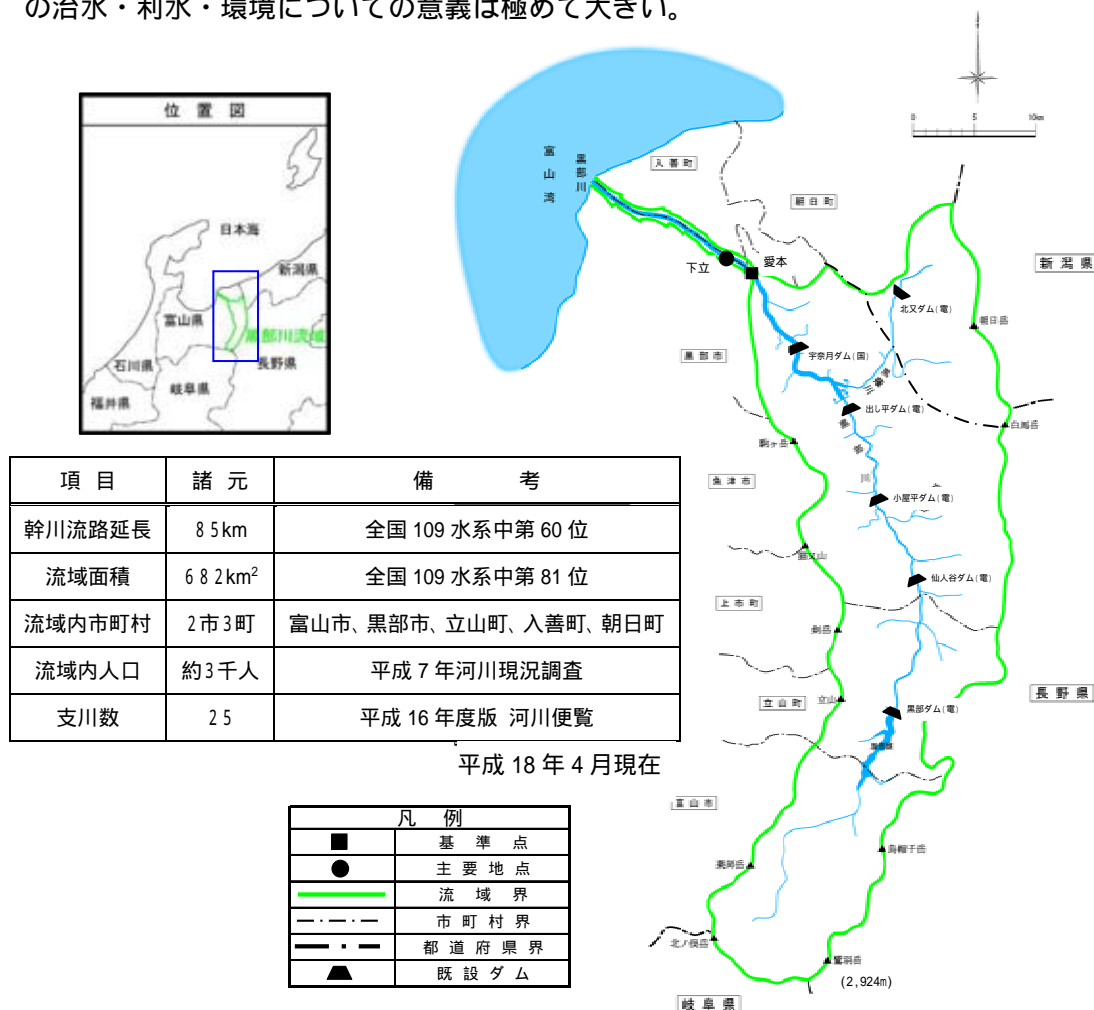 の治水・利水・環境についての意義は極めて大きい。
位置図
日本海
新潟県
富山県
黒部川流域
石川県
長野県
岐阜県
福井県
0 5 10km
富山湾
黒部川
入善町
朝日町
新潟県
下立
愛本
北又ダム(電)
朝日岳
黒部市
宇奈月ダム(国)
出し平ダム(電)
白馬岳
駒ヶ岳
黒部川
魚津市
小屋平ダム(電)
仙人谷ダム(電)
上市町
剱岳
長野県
立山町
立山
黒部ダム(電)
富山市
烏帽子岳
北ノ俣岳
鷲羽岳
(2,924m)
岐阜県
項目 諸元 備考
幹川流路延長 85km 全国109水系中第60位
流域面積 682km² 全国109水系中第81位
流域内市町村 2市3町 富山市、黒部市、立山町、入善町、朝日町
流域内人口 約3千人 平成7年河川現況調査
支川数 25 平成16年度版 河川便覧
平成18年4月現在
凡例
基準点
主要地点
流域界
市町村界
都道府県界
既設ダム